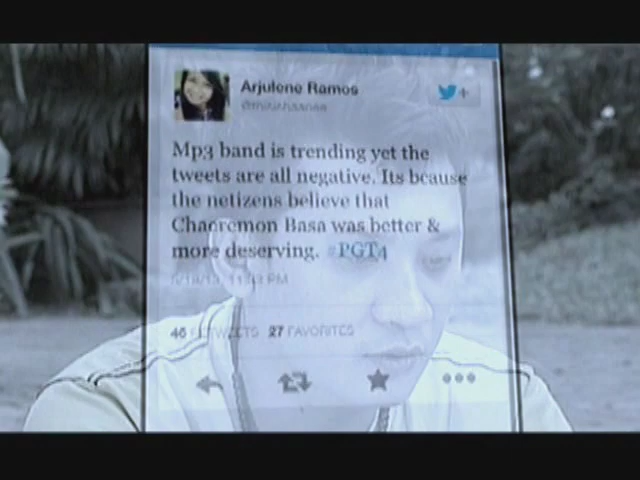 Arjulene Ramos
Mp3 band is trending yet the
tweets are all negative. Its bcause
the netizens believe that
Chaeremon Basa was better &
more deserving. #PGT4
PM
46 RETWEETS 27 FAVORITES